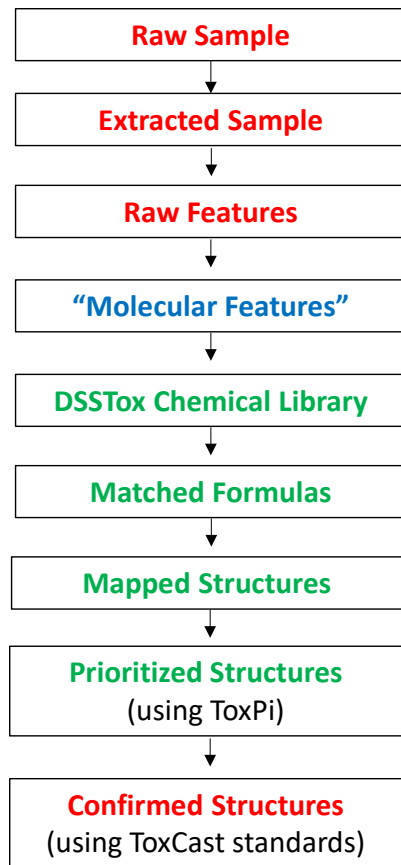 Raw Sample
Extracted Sample
Raw Features
“Molecular Features”
DSSTox Chemical Library
Matched Formulas
Mapped Structures
Prioritized Structures
(using ToxPi)
Confirmed Structures
(using ToxCast standards)